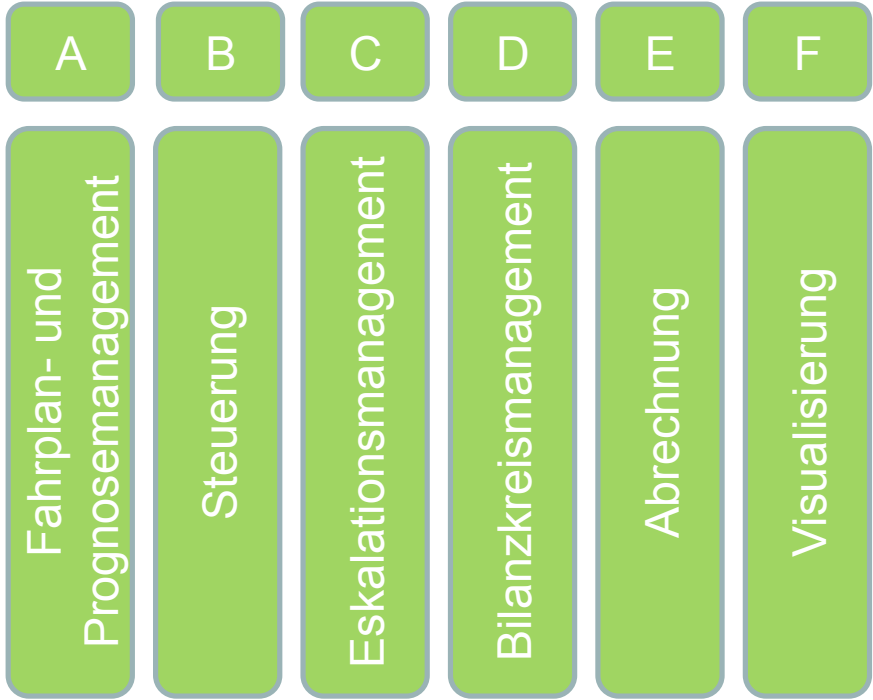 A
B
C
D
E
F
Fahrplan- und
Prognosemanagement
Steuerung
Eskalationsmanagement
Bilanzkreismanagement
Abrechnung
Visualisierung